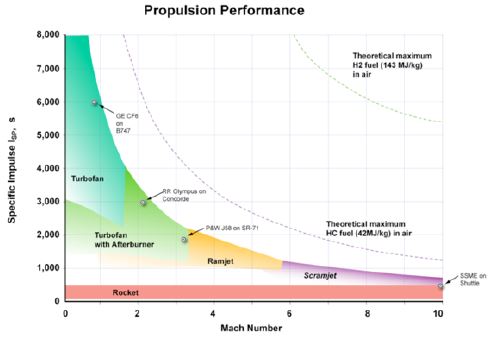 Propulsion Performance
8,000
7,000
6,000
5,000
4,000
3,000
2,000
1,000
0
Specific Impulse Isp, s
Theoretical maximum
H2 fuel (143 MJ/kg)
in air
GE CF6
on
B747
Turbofan
RR Olympus on
Concorde
P&W J58 on SR-71
Turbofan
with Afterburner
Theoretical maximum
HC fuel (42MJ/kg) in air
Ramjet
Scramjet
SSME on
Shuttle
Rocket
0 2 4 6 8 10
Mach Number